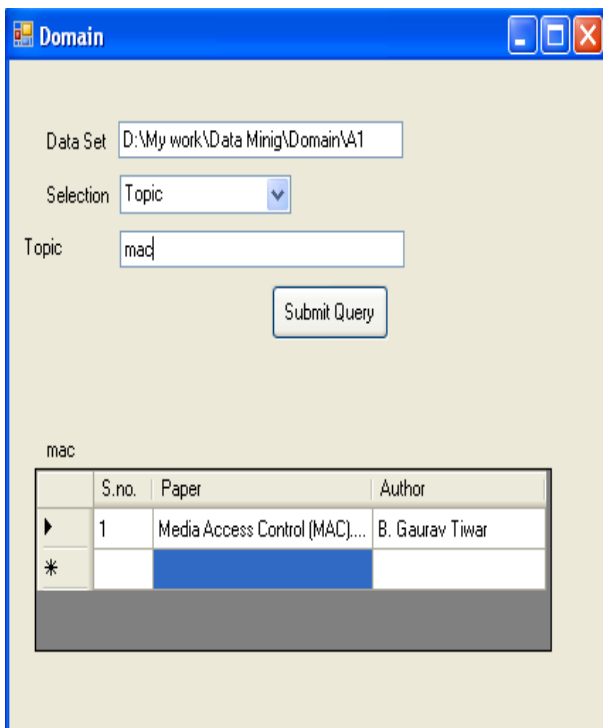 Domain
Data Set D:\My work\Data Minig\Domain\A1
Selection Topic
Topic mac
Submit Query
mac
S.no. Paper Author
1 Media Access Control (MAC).... B. Gaurav Tiwar